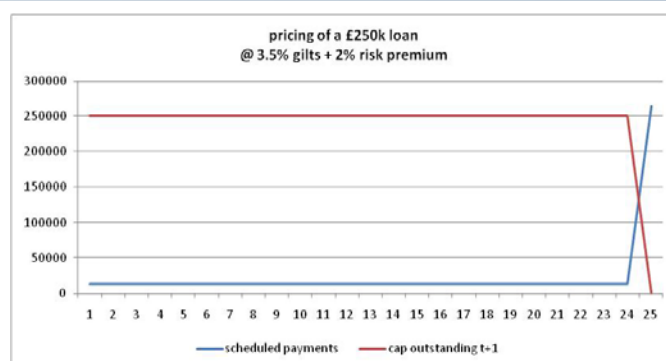 pricing of a £250k loan
@ 3.5% gilts + 2% risk premium
300000
250000
200000
150000
100000
50000
0
1 2 3 4 5 6 7 8 9 10 11 12 13 14 15 16 17 18 19 20 21 22 23 24 25
scheduled payments cap outstanding t+1